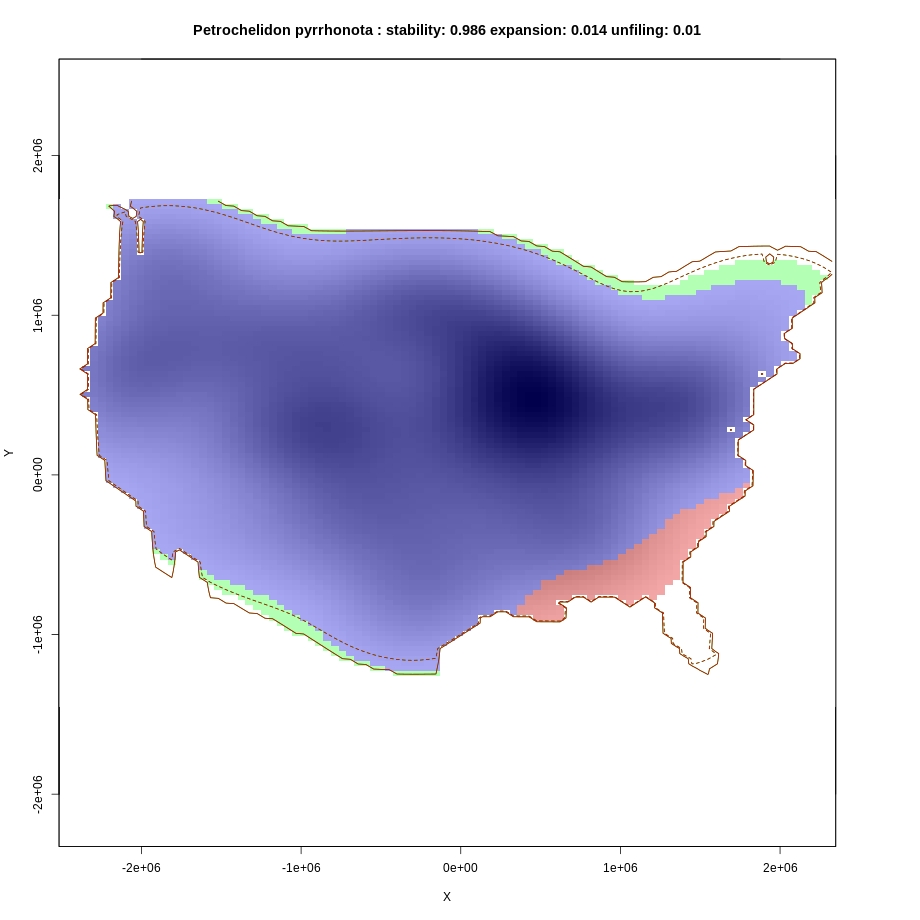 Petrochelidon pyrrhonota : stability: 0.986 expansion: 0.014 unfiling: 0.01
2e+06
1e+06
0e+00
-1e+06
-2e+06
Y
-2e+06 -1e+06 0e+00 1e+06 2e+06
X